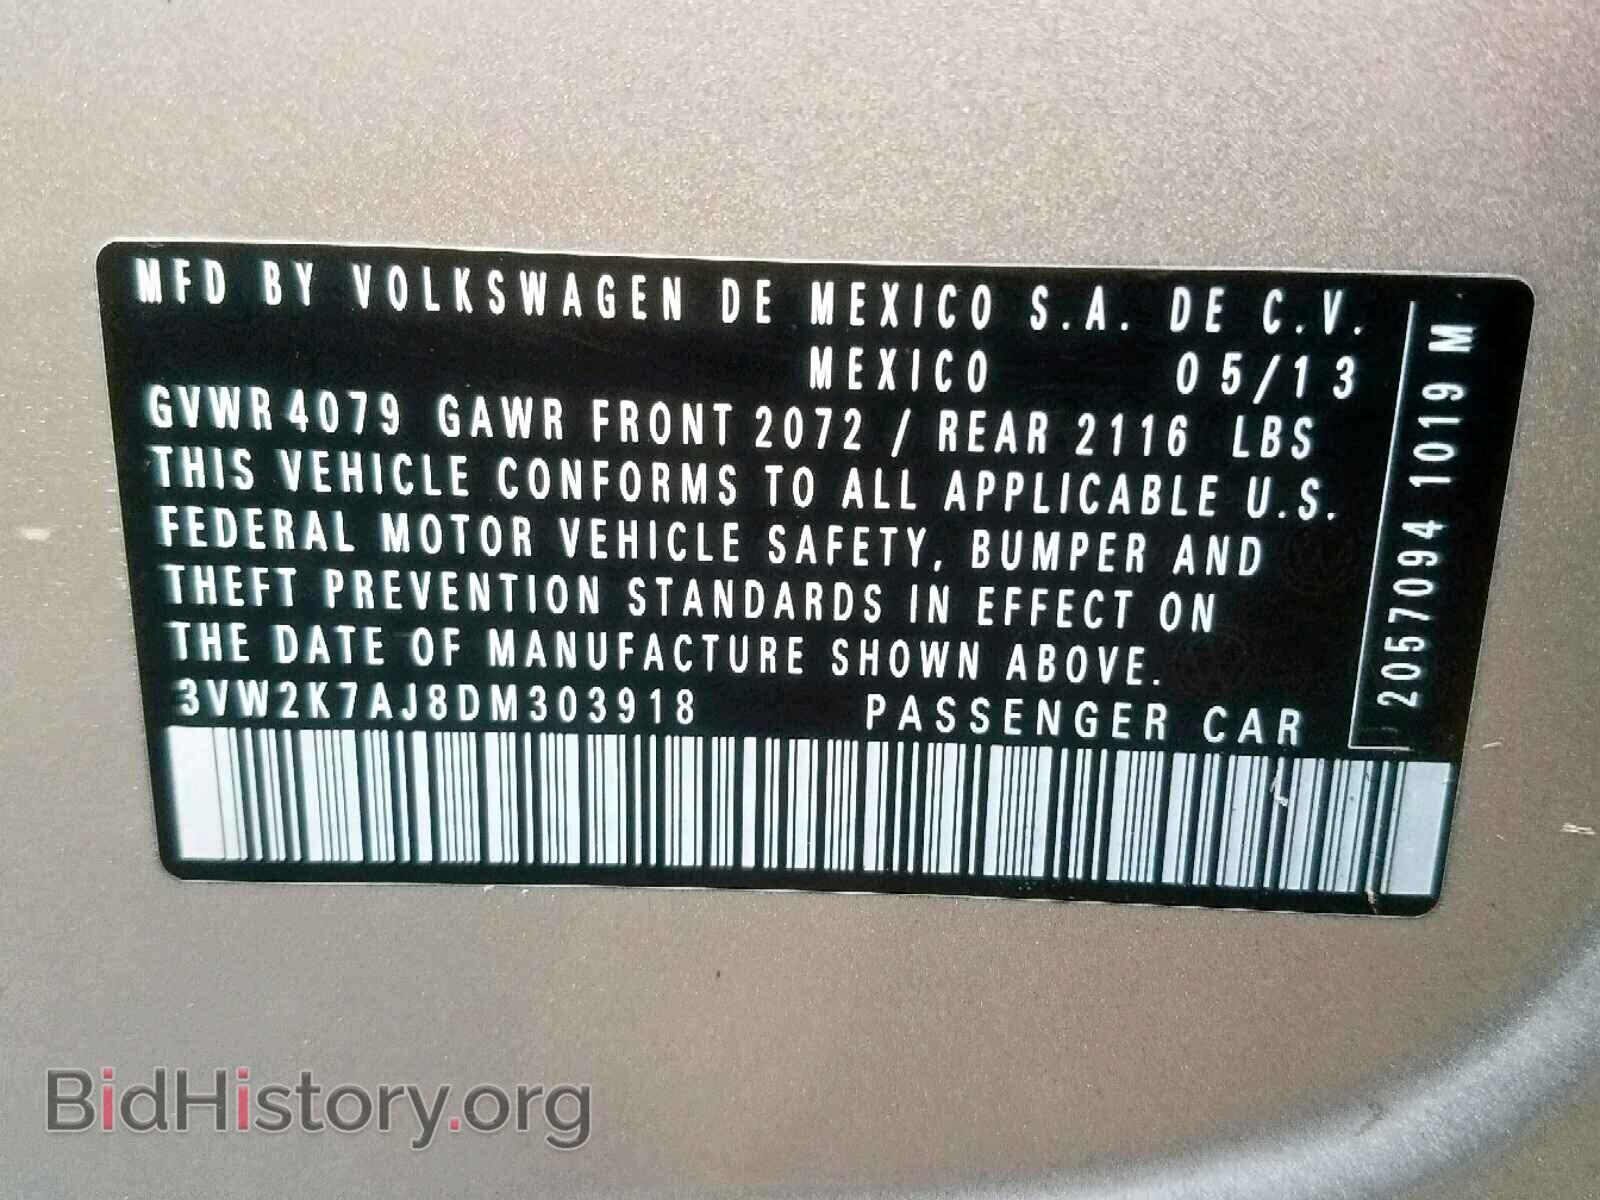 MFD BY VOLKSWAGEN DE MEXICO S.A. DE C.V.
MEXICO 05/13
GVWR 4079 GAWR FRONT 2072 / REAR 2116 LBS
THIS VEHICLE CONFORMS TO ALL APPLICABLE U.S.
FEDERAL MOTOR VEHICLE SAFETY, BUMPER AND
THEFT PREVENTION STANDARDS IN EFFECT ON
THE DATE OF MANUFACTURE SHOWN ABOVE.
3VW2K7AJ8DM303918 PASSENGER CAR
2057094 1019 M
BidHistory.org